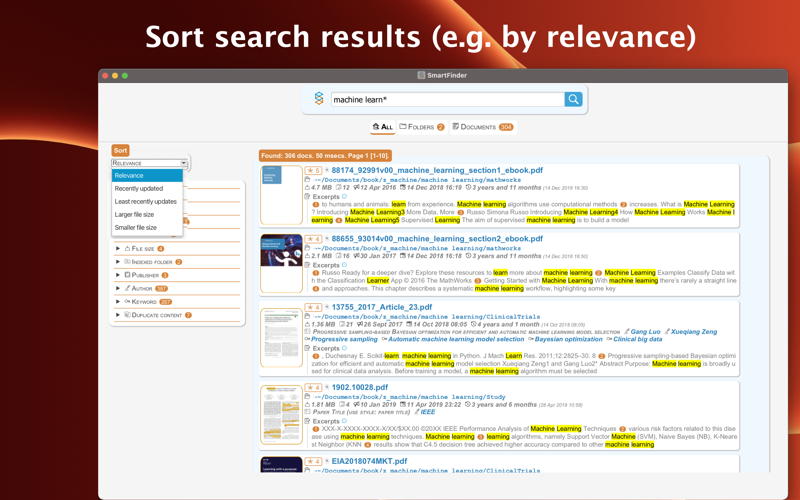 Sort search results (e.g. by relevance)
SmartFinder
machine learn*
ALL FOLDERS 2 DOCUMENTS 304
Sort
RELEVANCE
Relevance
Recently updated
Least recently updates
Larger file size
Smaller file size
FILE SIZE 4
INDEXED FOLDER 2
PUBLISHER 3
AUTHOR 387
KEYWORD 207
DUPLICATE CONTENT 7
Found: 306 docs. 50 msecs. Page 1 [1-10].
5 88174_92991v00_machine_learning_section1_ebook.pdf
~/Documents/book/z_machine/machine learning/mathworks
4.7 MB 12 12 Apr 2016 14 Dec 2018 16:19 3 years and 11 months (14 Dec 2018 16:30)
Excerpts
1 to humans and animals: learn from experience. Machine learning algorithms use computational methods 2 increases. What is Machine Learning
? Introducing Machine Learning3 More Data, More 3 Russo Simona Russo Introducing Machine Learning4 How Machine Learning Works Machine l
earning 4 Machine Learning5 Supervised Learning The aim of supervised machine learning is to build a model
4 88655_93014v00_machine_learning_section2_ebook.pdf
~/Documents/book/z_machine/machine learning/mathworks
2.1 MB 16 30 Jan 2017 14 Dec 2018 16:18 3 years and 11 months (14 Dec 2018 16:30)
Excerpts
1 Russo Ready for a deeper dive? Explore these resources to learn more about machine learning 2 Machine Learning Examples Classify Data wit
h the Classification Learner App © 2016 The MathWorks 3 Getting Started with Machine Learning With machine learning there's rarely a straight line
4 and approaches. This chapter describes a systematic machine learning workflow, highlighting some key
4 13755_2017_Article_23.pdf
~/Documents/book/z_machine/machine learning/ClinicalTrials
1.36 MB 21 26 Sept 2017 14 Oct 2018 08:05 4 years and 1 month (14 Oct 2018 08:05)
PROGRESSIVE SAMPLING-BASED BAYESIAN OPTIMIZATION FOR EFFICIENT AND AUTOMATIC MACHINE LEARNING MODEL SELECTION Gang Luo Xueqiang Zeng
Progressive sampling Automatic machine learning model selection Bayesian optimization Clinical big data
Excerpts
1 , Duchesnay E. Scikit-learn: machine learning in Python. J Mach Learn Res. 2011;12:2825–30. 8 2 Progressive sampling-based Bayesian optimi
zation for efficient and automatic machine learning model selection Xueqiang Zeng1 and Gang Luo2* Abstract Purpose: Machine learning is broadly u
sed for clinical data analysis. Before training a model, a machine learning algorithm must be selected
4 1902.10028.pdf
~/Documents/book/z_machine/machine learning/Study
1.81 MB 4 10 Jan 2019 11 Apr 2019 23:22 3 years and 6 months (28 Apr 2019 10:59)
PAPER TITLE (USE STYLE: PAPER TITLE) IEEE
Excerpts
1 XXX-X-XXXX-XXXX-X/XX/$XX.00 ©20XX IEEE Performance Analysis of Machine Learning Techniques 2 various risk factors related to this dise
ase using machine learning techniques. Machine learning 3 learning algorithms, namely Support Vector Machine (SVM), Naive Bayes (NB), K-Neare
st Neighbor (KNN 4 results show that C4.5 decision tree achieved higher accuracy compared to other machine learning
4 EIA2018074MKT.pdf
~/Documents/book/z_machine/machine learning/ClinicalTrials